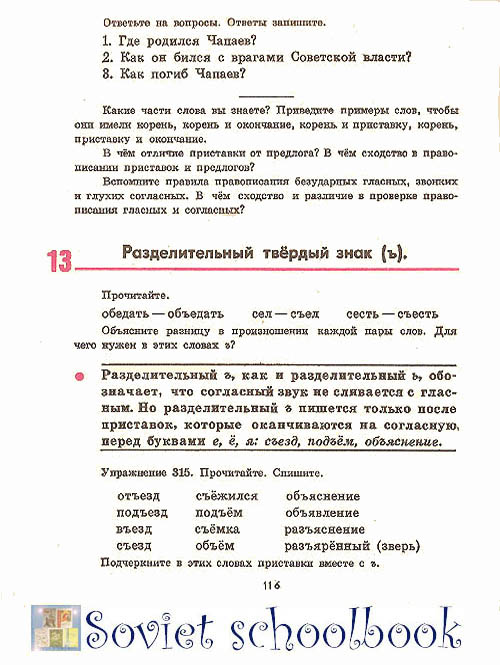 Ответьте на вопросы. Ответы запишите.
1. Где родился Чапаев?
2. Как он бился с врагами Советской власти?
3. Как погиб Чапаев?
Какие части слова вы знаете? Приведите примеры слов, чтобы
они имели корень, корень и окончание, корень и приставку, корень,
приставку и окончание.
В чём отличие приставки от предлога? В чём сходство в право-
писании приставок и предлогов?
Вспомните правила правописания безударных гласных, звонких
и глухих согласных. В чём сходство и различие в проверке право-
писания гласных и согласных?
13 Разделительный твёрдый знак (ъ).
Прочитайте.
обедать — объедать сел — съел сесть — съесть
Объясните разницу в произношении каждой пары слов. Для
чего нужен в этих словах ъ?
● Разделительный ъ, как и разделительный ь, обо-
значает, что согласный звук не сливается с глас-
ным. Но разделительный ъ пишется только после
приставок, которые оканчиваются на согласную,
перед буквами е, ё, я: съезд, подъём, объяснение.
Упражнение 315. Прочитайте. Спишите.
отъезд съёжился объяснение
подъезд подъём объявление
въезд съёмка разъяснение
съезд объём разъярённый (зверь)
Подчеркните в этих словах приставки вместе с ъ.
116
Soviet schoolbook